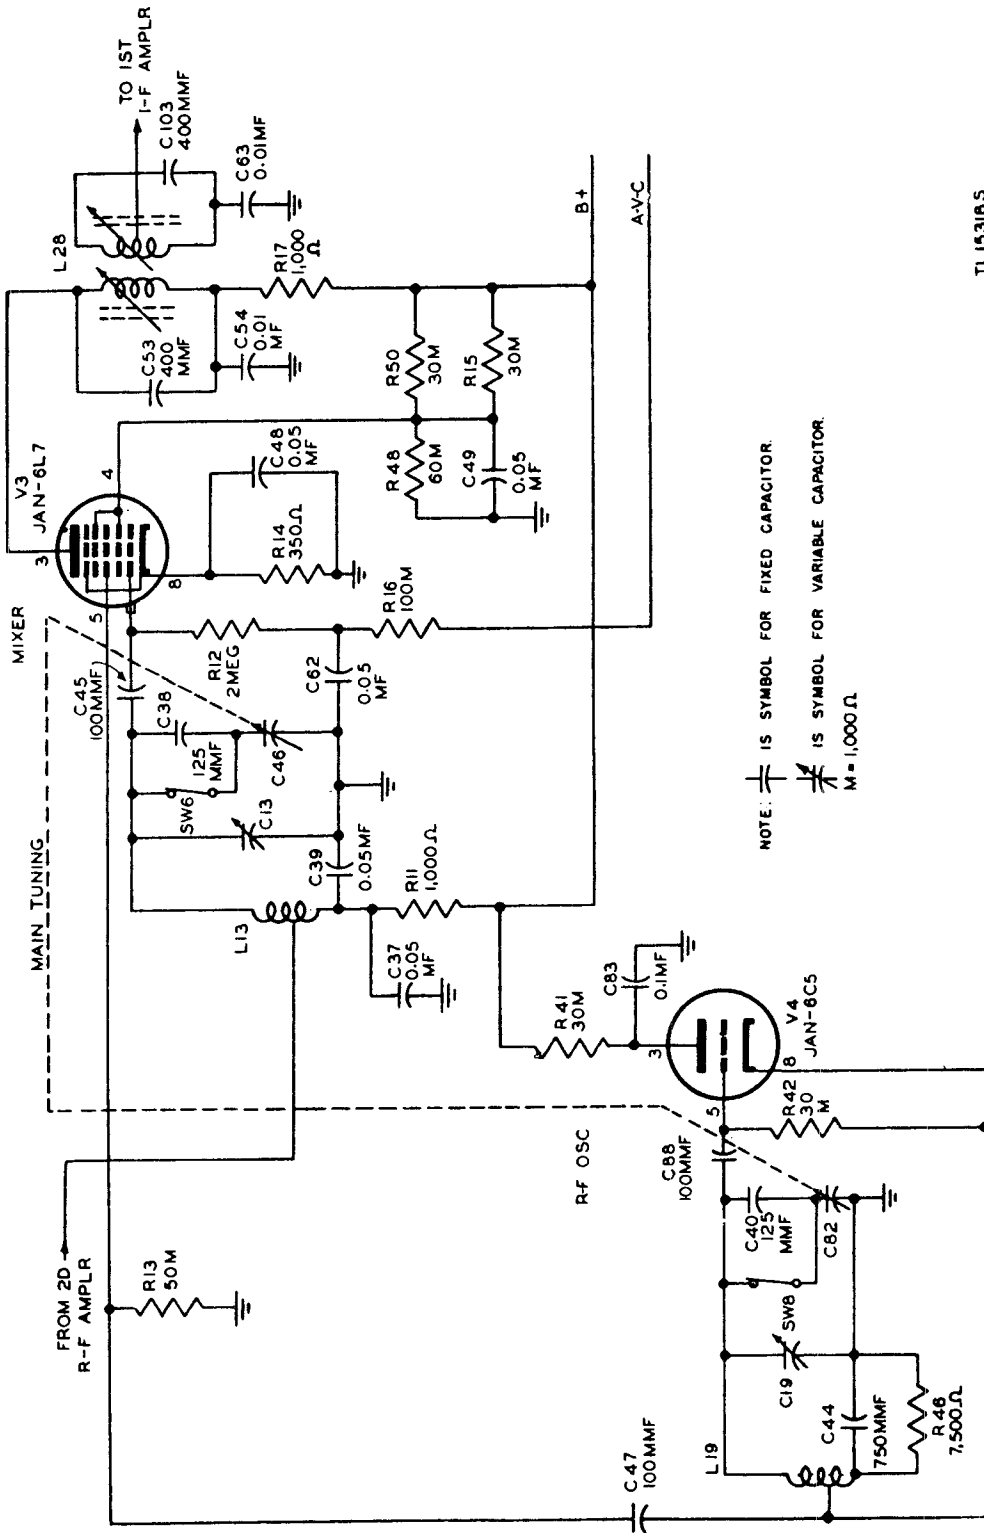 TO 1ST
I-F AMPLR
C103
400MMF
C63
0.01MF
L28
R17
1,000
Ω
C53
400
MMF
C54
0.01
MF
B+
A-V-C
R50
30M
R15
30M
V3
JAN-6L7
3
4
5
8
C48
0.05
MF
R14
350Ω
R48
60M
C49
0.05
MF
MIXER
R16
100M
C45
100MMF
R12
2MEG
C62
0.05
MF
C38
125
MMF
C46
SW6
C13
MAIN TUNING
C39
0.05MF
L13
R11
1,000Ω
C37
0.05
MF
C83
0.1MF
R41
30M
3
V4
JAN-6C5
8
5
R42
30
M
R-F OSC
C88
100MMF
C40
125
MMF
C82
SW8
C19
FROM 2D
R-F AMPLR
R13
50M
L19
C44
750MMF
R46
7,500Ω
C47
100MMF
NOTE: IS SYMBOL FOR FIXED CAPACITOR.
IS SYMBOL FOR VARIABLE CAPACITOR.
M = 1,000 Ω